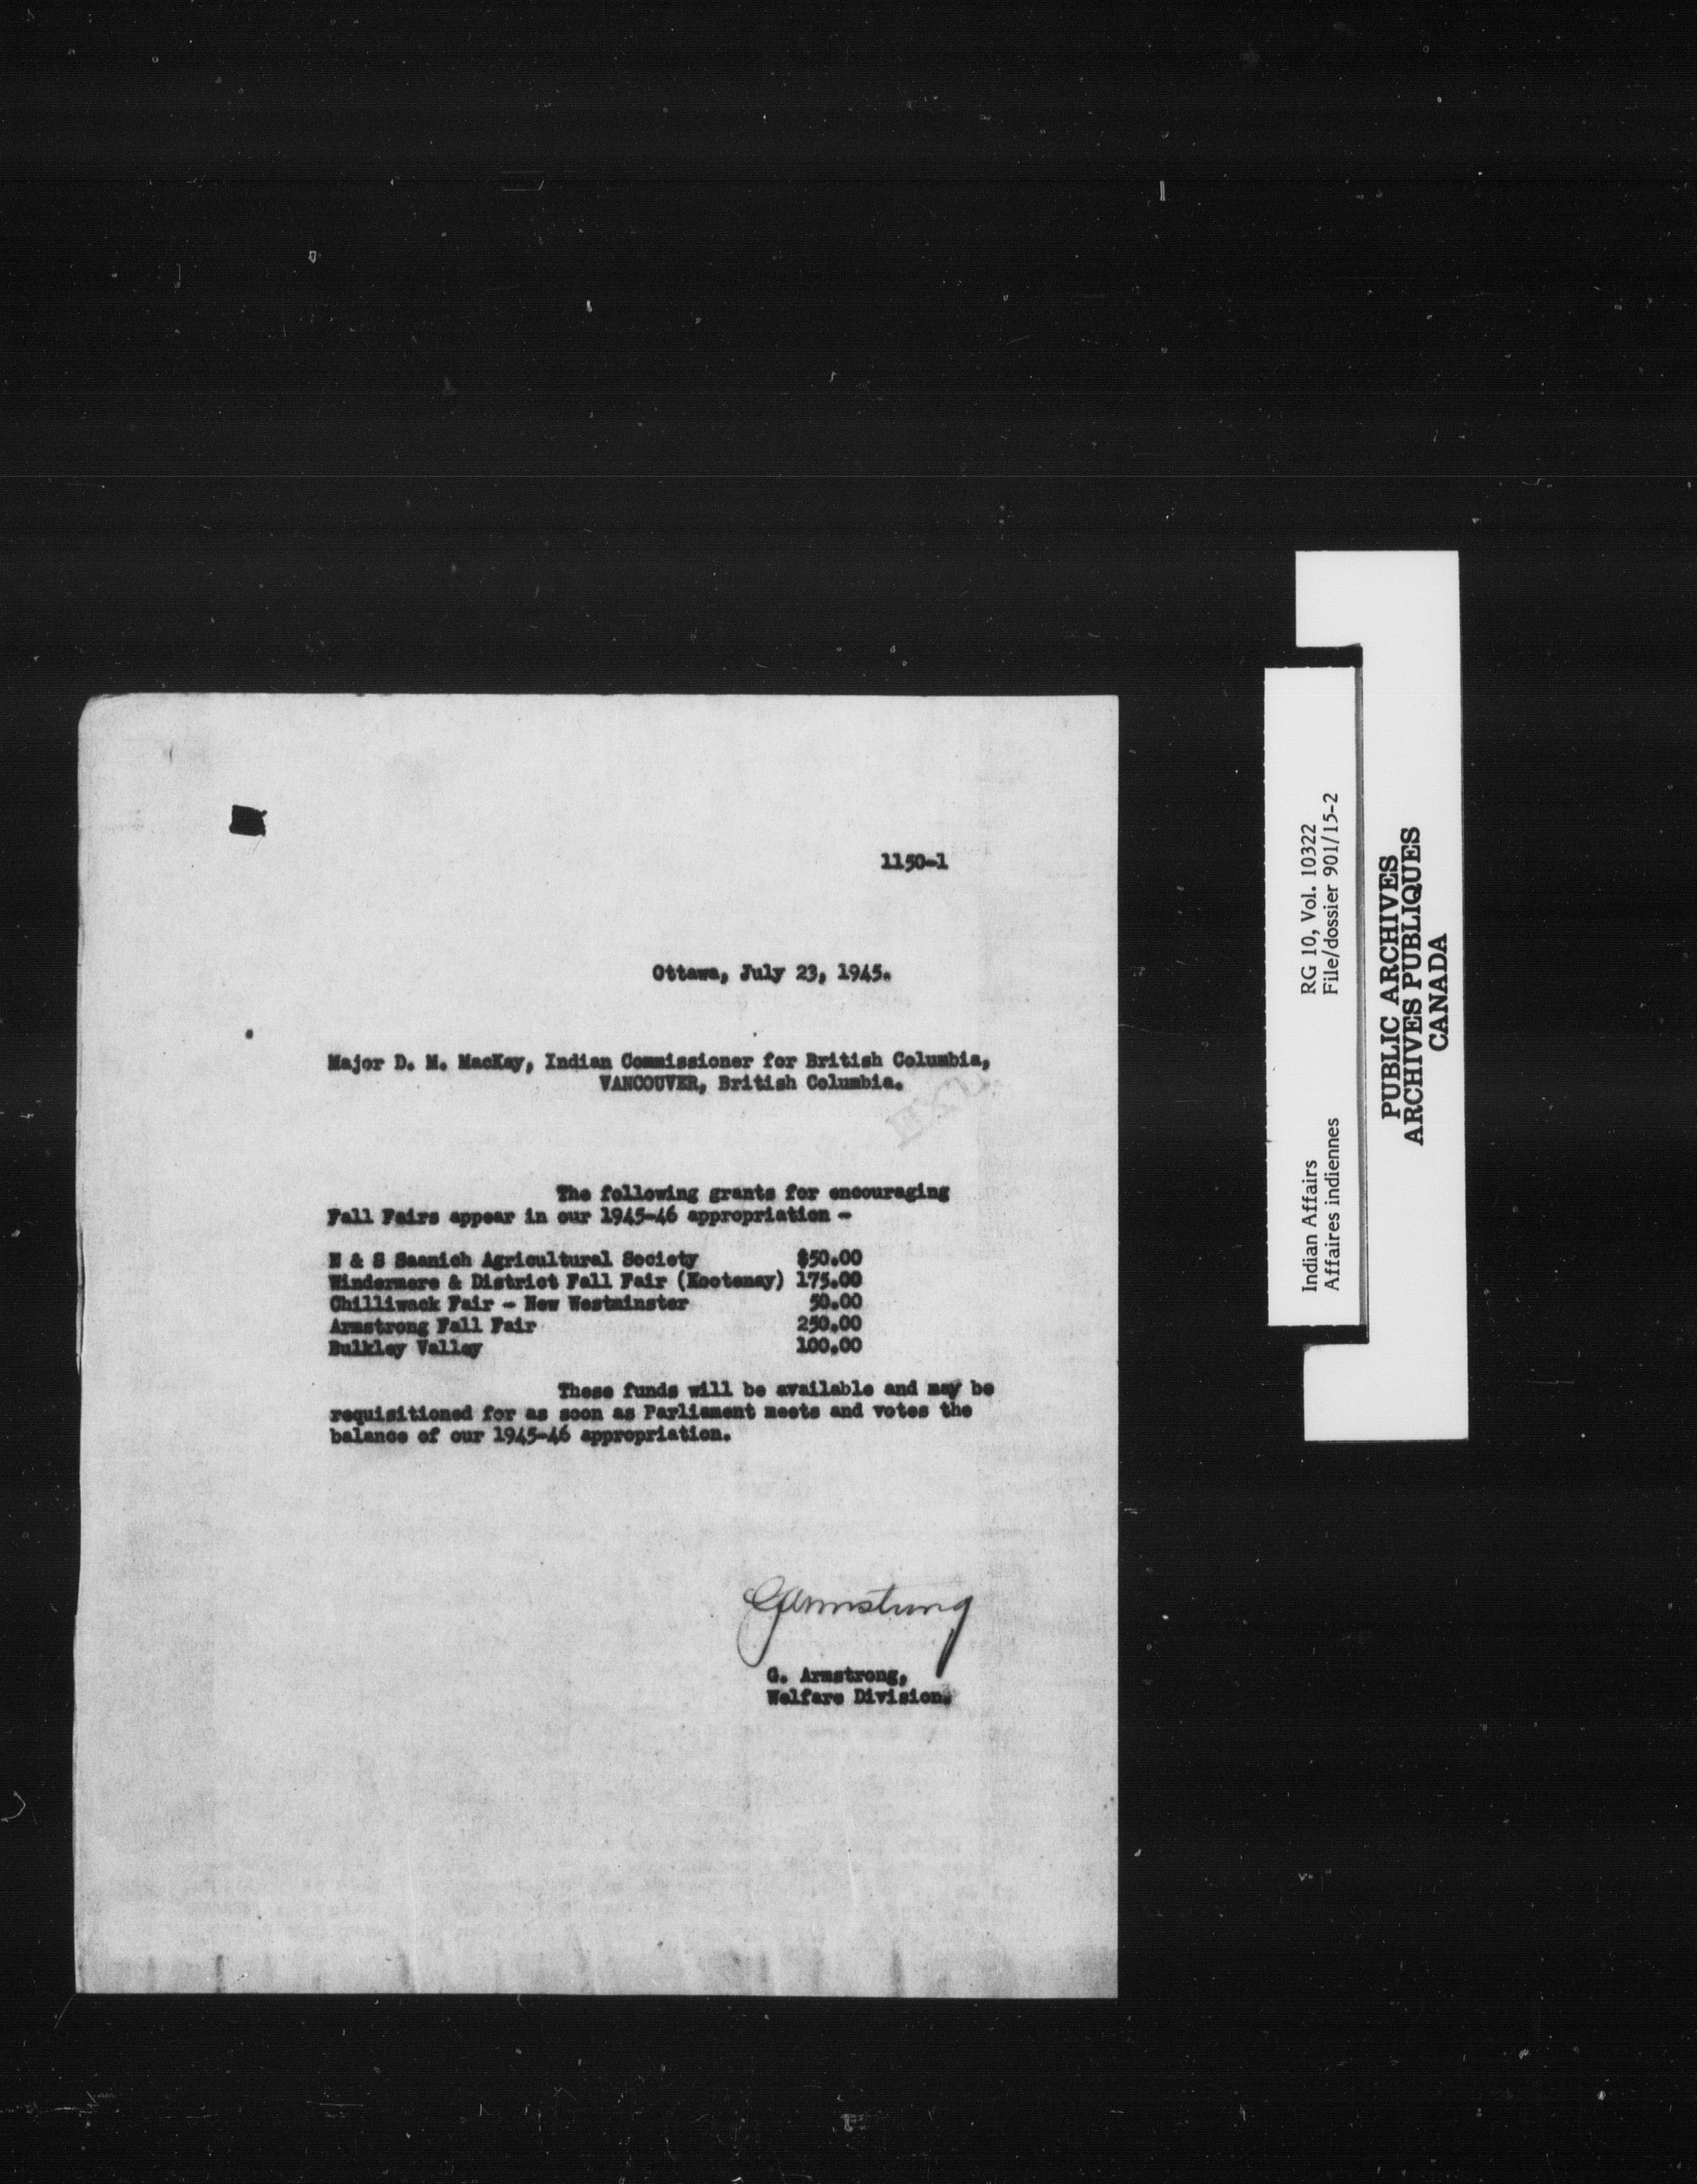 1150-1
Ottawa, July 23, 1945.
Major D. M. MacKay, Indian Commissioner for British Columbia,
VANCOUVER, British Columbia.
The following grants for encouraging
Fall Fairs appear in our 1945-46 appropriation -
N & S Saanich Agricultural Society $50.00
Windermere & District Fall Fair (Kootenay) 175.00
Chilliwack Fair - New Westminster 50.00
Armstrong Fall Fair 250.00
Bulkley Valley 100.00
These funds will be available and may be
requisitioned for as soon as Parliament meets and votes the
balance of our 1945-46 appropriation.
GArmstrong
G. Armstrong,
Welfare Division.
Indian Affairs RG 10, Vol. 10322
Affaires indiennes File/dossier 901/15-2
PUBLIC ARCHIVES
ARCHIVES PUBLIQUES
CANADA